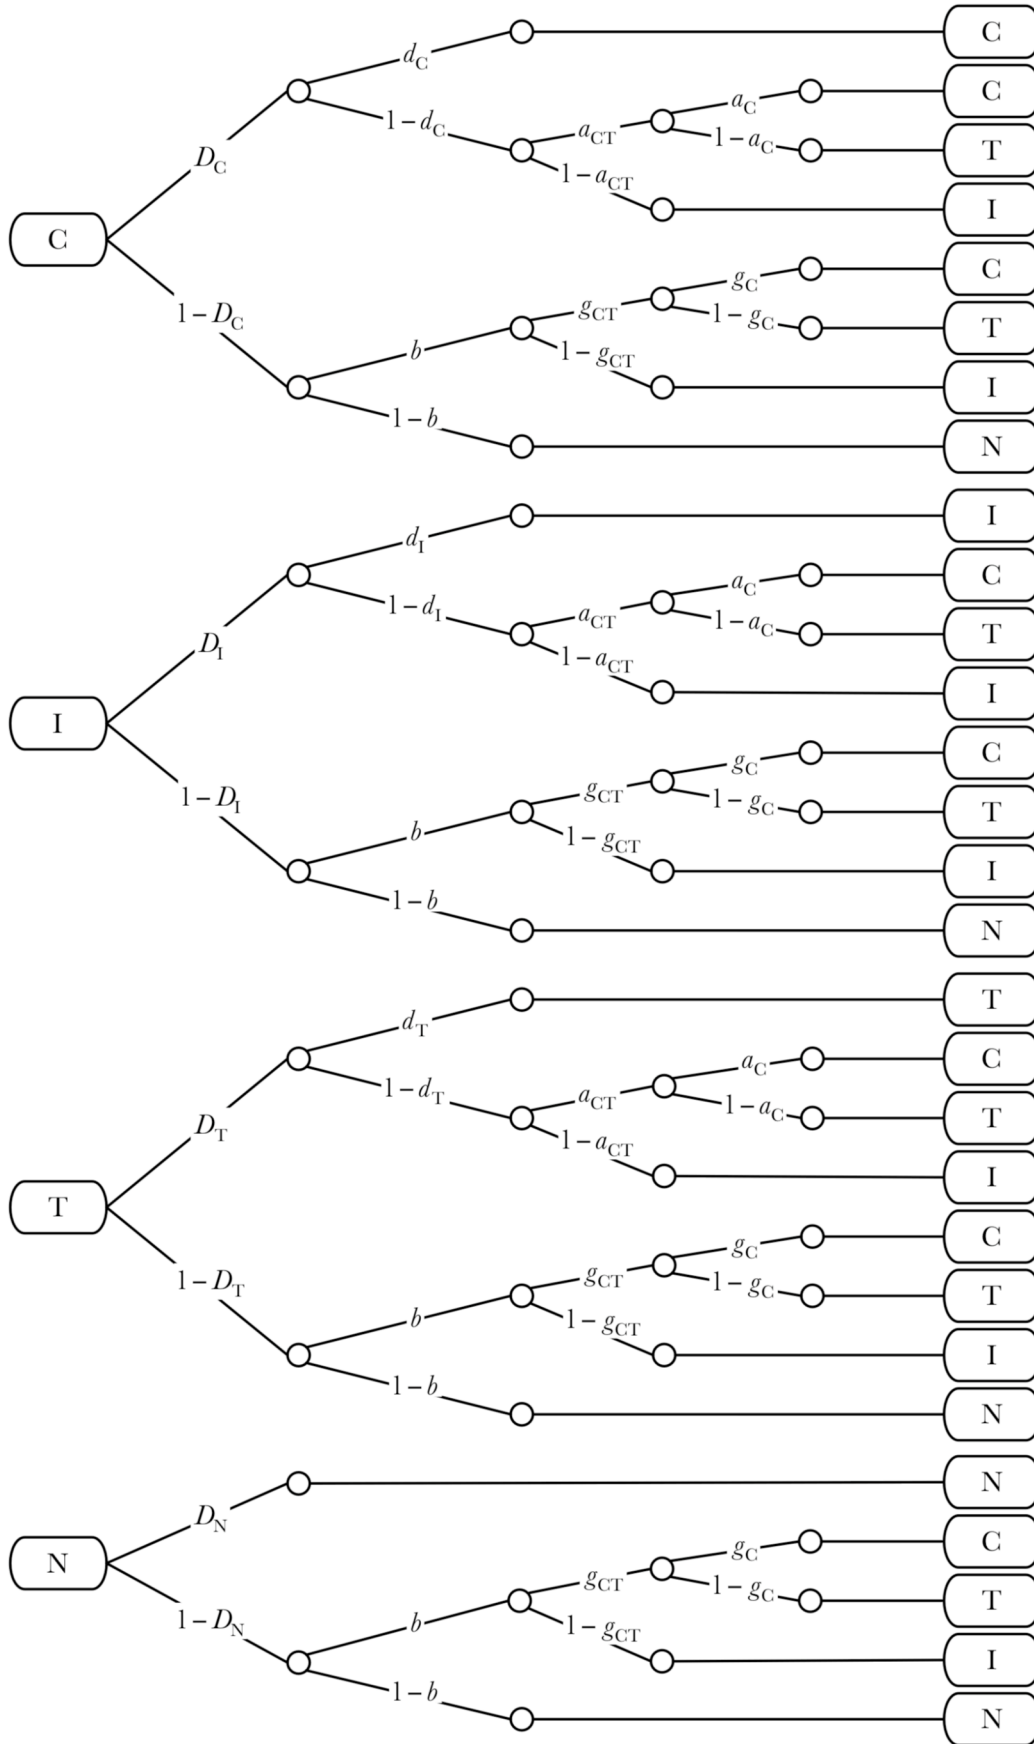 d_C C
C
a_C
1−d_C a_CT 1−a_C T
D_C
1−a_CT
I
C
g_C C
g_CT
1−D_C 1−g_C T
b 1−g_CT
I
1−b
N
d_I I
a_C C
1−d_I a_CT 1−a_C T
D_I
1−a_CT
I
I
g_C C
g_CT
1−D_I 1−g_C T
b 1−g_CT
I
1−b
N
d_T T
a_C C
1−d_T a_CT 1−a_C T
D_T
1−a_CT
I
T
g_C C
g_CT
1−D_T 1−g_C T
b 1−g_CT
I
1−b
N
N
D_N
g_C C
N
g_CT 1−g_C T
1−D_N b 1−g_CT
I
1−b
N